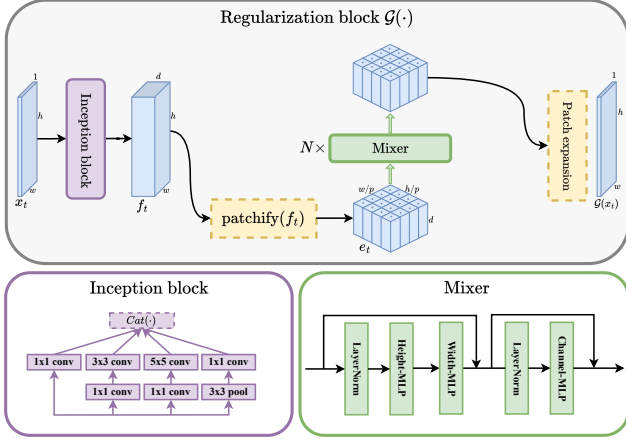 Regularization block 𝒢(·)
1
h
w
x_t
Inception block
d
h
w
f_t
patchify(f_t)
w/p
h/p
d
e_t
N×
Mixer
Patch expansion
1
h
w
𝒢(x_t)
Inception block
Cat(·)
1x1 conv
3x3 conv
5x5 conv
1x1 conv
1x1 conv
1x1 conv
3x3 pool
Mixer
LayerNorm
Height-MLP
Width-MLP
LayerNorm
Channel-MLP